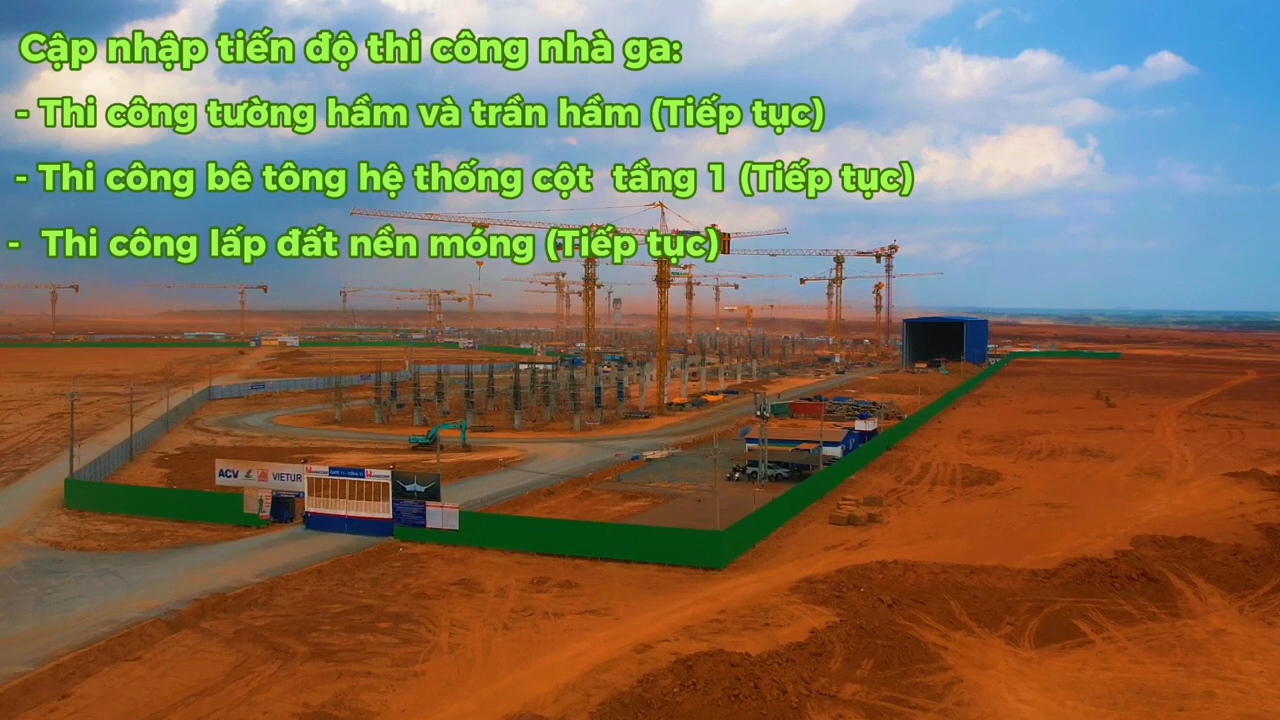 Cập nhập tiến độ thi công nhà ga:
- Thi công tường hầm và trần hầm (Tiếp tục)
- Thi công bê tông hệ thống cột tầng 1 (Tiếp tục)
- Thi công lấp đất nền móng (Tiếp tục)
ACV VIETUR